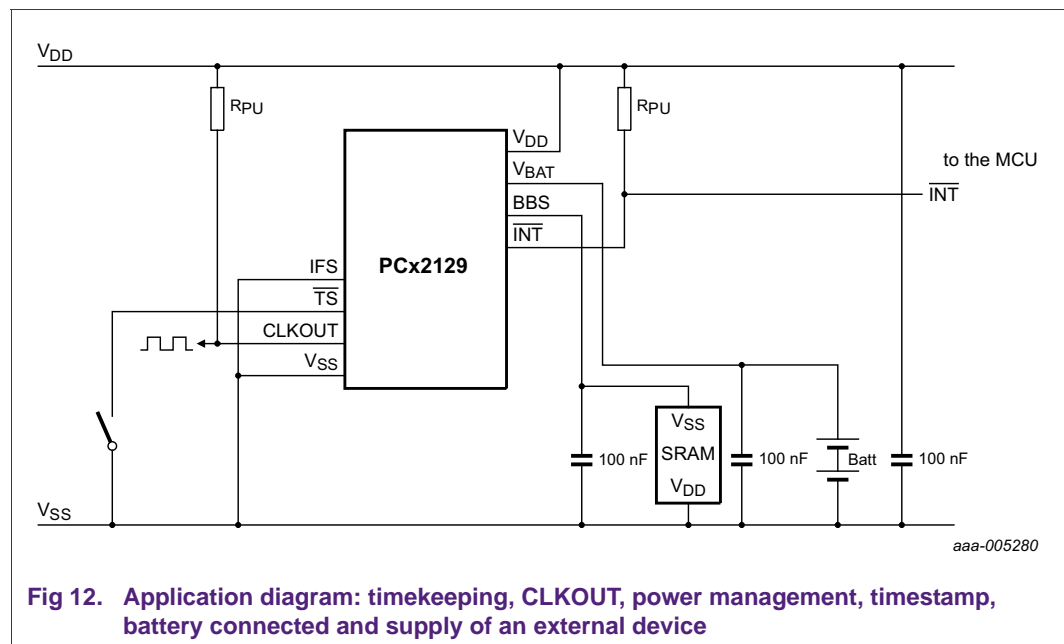 VDD
RPU
RPU
VDD
VBAT
BBS
INT
PCx2129
to the MCU
INT
IFS
TS
CLKOUT
VSS
VSS
SRAM
VDD
100 nF
100 nF
Batt
100 nF
VSS
aaa-005280
Fig 12. Application diagram: timekeeping, CLKOUT, power management, timestamp,
battery connected and supply of an external device